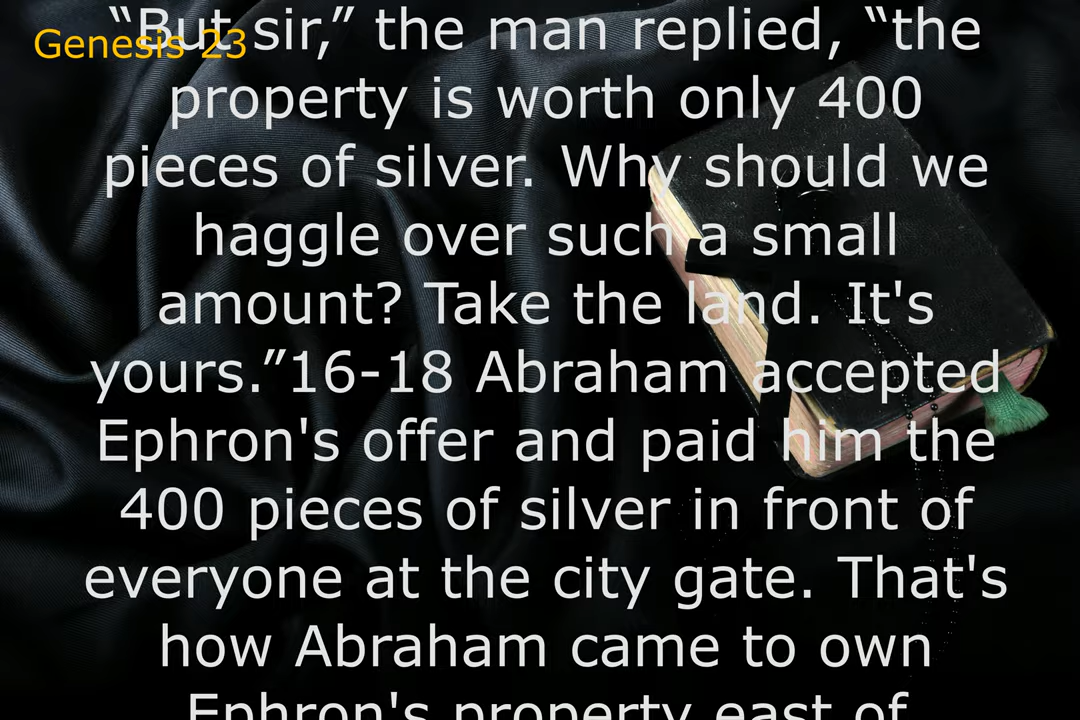 Genesis 23
“But sir,” the man replied, “the
property is worth only 400
pieces of silver. Why should we
haggle over such a small
amount? Take the land. It's
yours.”16-18 Abraham accepted
Ephron's offer and paid him the
400 pieces of silver in front of
everyone at the city gate. That's
how Abraham came to own
Ephron's property east of